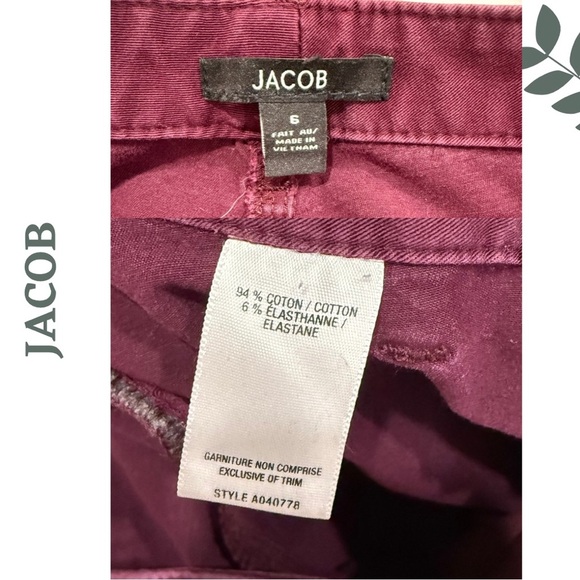 JACOB
6
FAIT AU/
MADE IN
VIETNAM
JACOB
94 % COTON / COTTON
6 % ÉLASTHANNE /
ELASTANE
GARNITURE NON COMPRISE
EXCLUSIVE OF TRIM
STYLE A040778